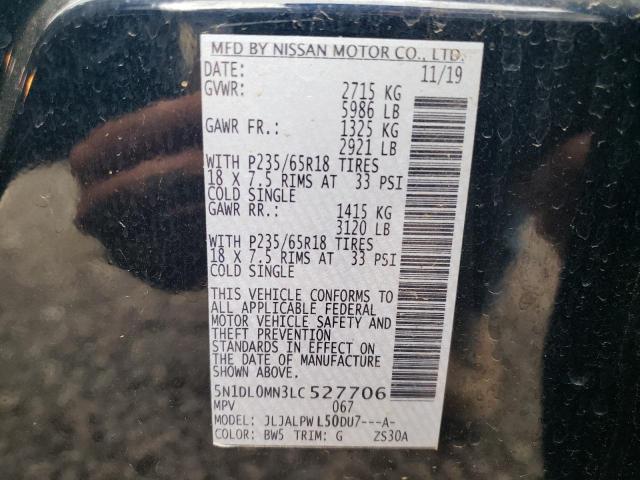 MFD BY NISSAN MOTOR CO., LTD.
DATE: 11/19
GVWR: 2715 KG
5986 LB
GAWR FR.: 1325 KG
2921 LB
WITH P235/65R18 TIRES
18 X 7.5 RIMS AT 33 PSI
COLD SINGLE
GAWR RR.: 1415 KG
3120 LB
WITH P235/65R18 TIRES
18 X 7.5 RIMS AT 33 PSI
COLD SINGLE
THIS VEHICLE CONFORMS TO
ALL APPLICABLE FEDERAL
MOTOR VEHICLE SAFETY AND
THEFT PREVENTION
STANDARDS IN EFFECT ON
THE DATE OF MANUFACTURE
SHOWN ABOVE.
5N1DL0MN3LC527706
MPV 067
MODEL: JLJALPWL50DU7---A-
COLOR: BW5 TRIM: G ZS30A